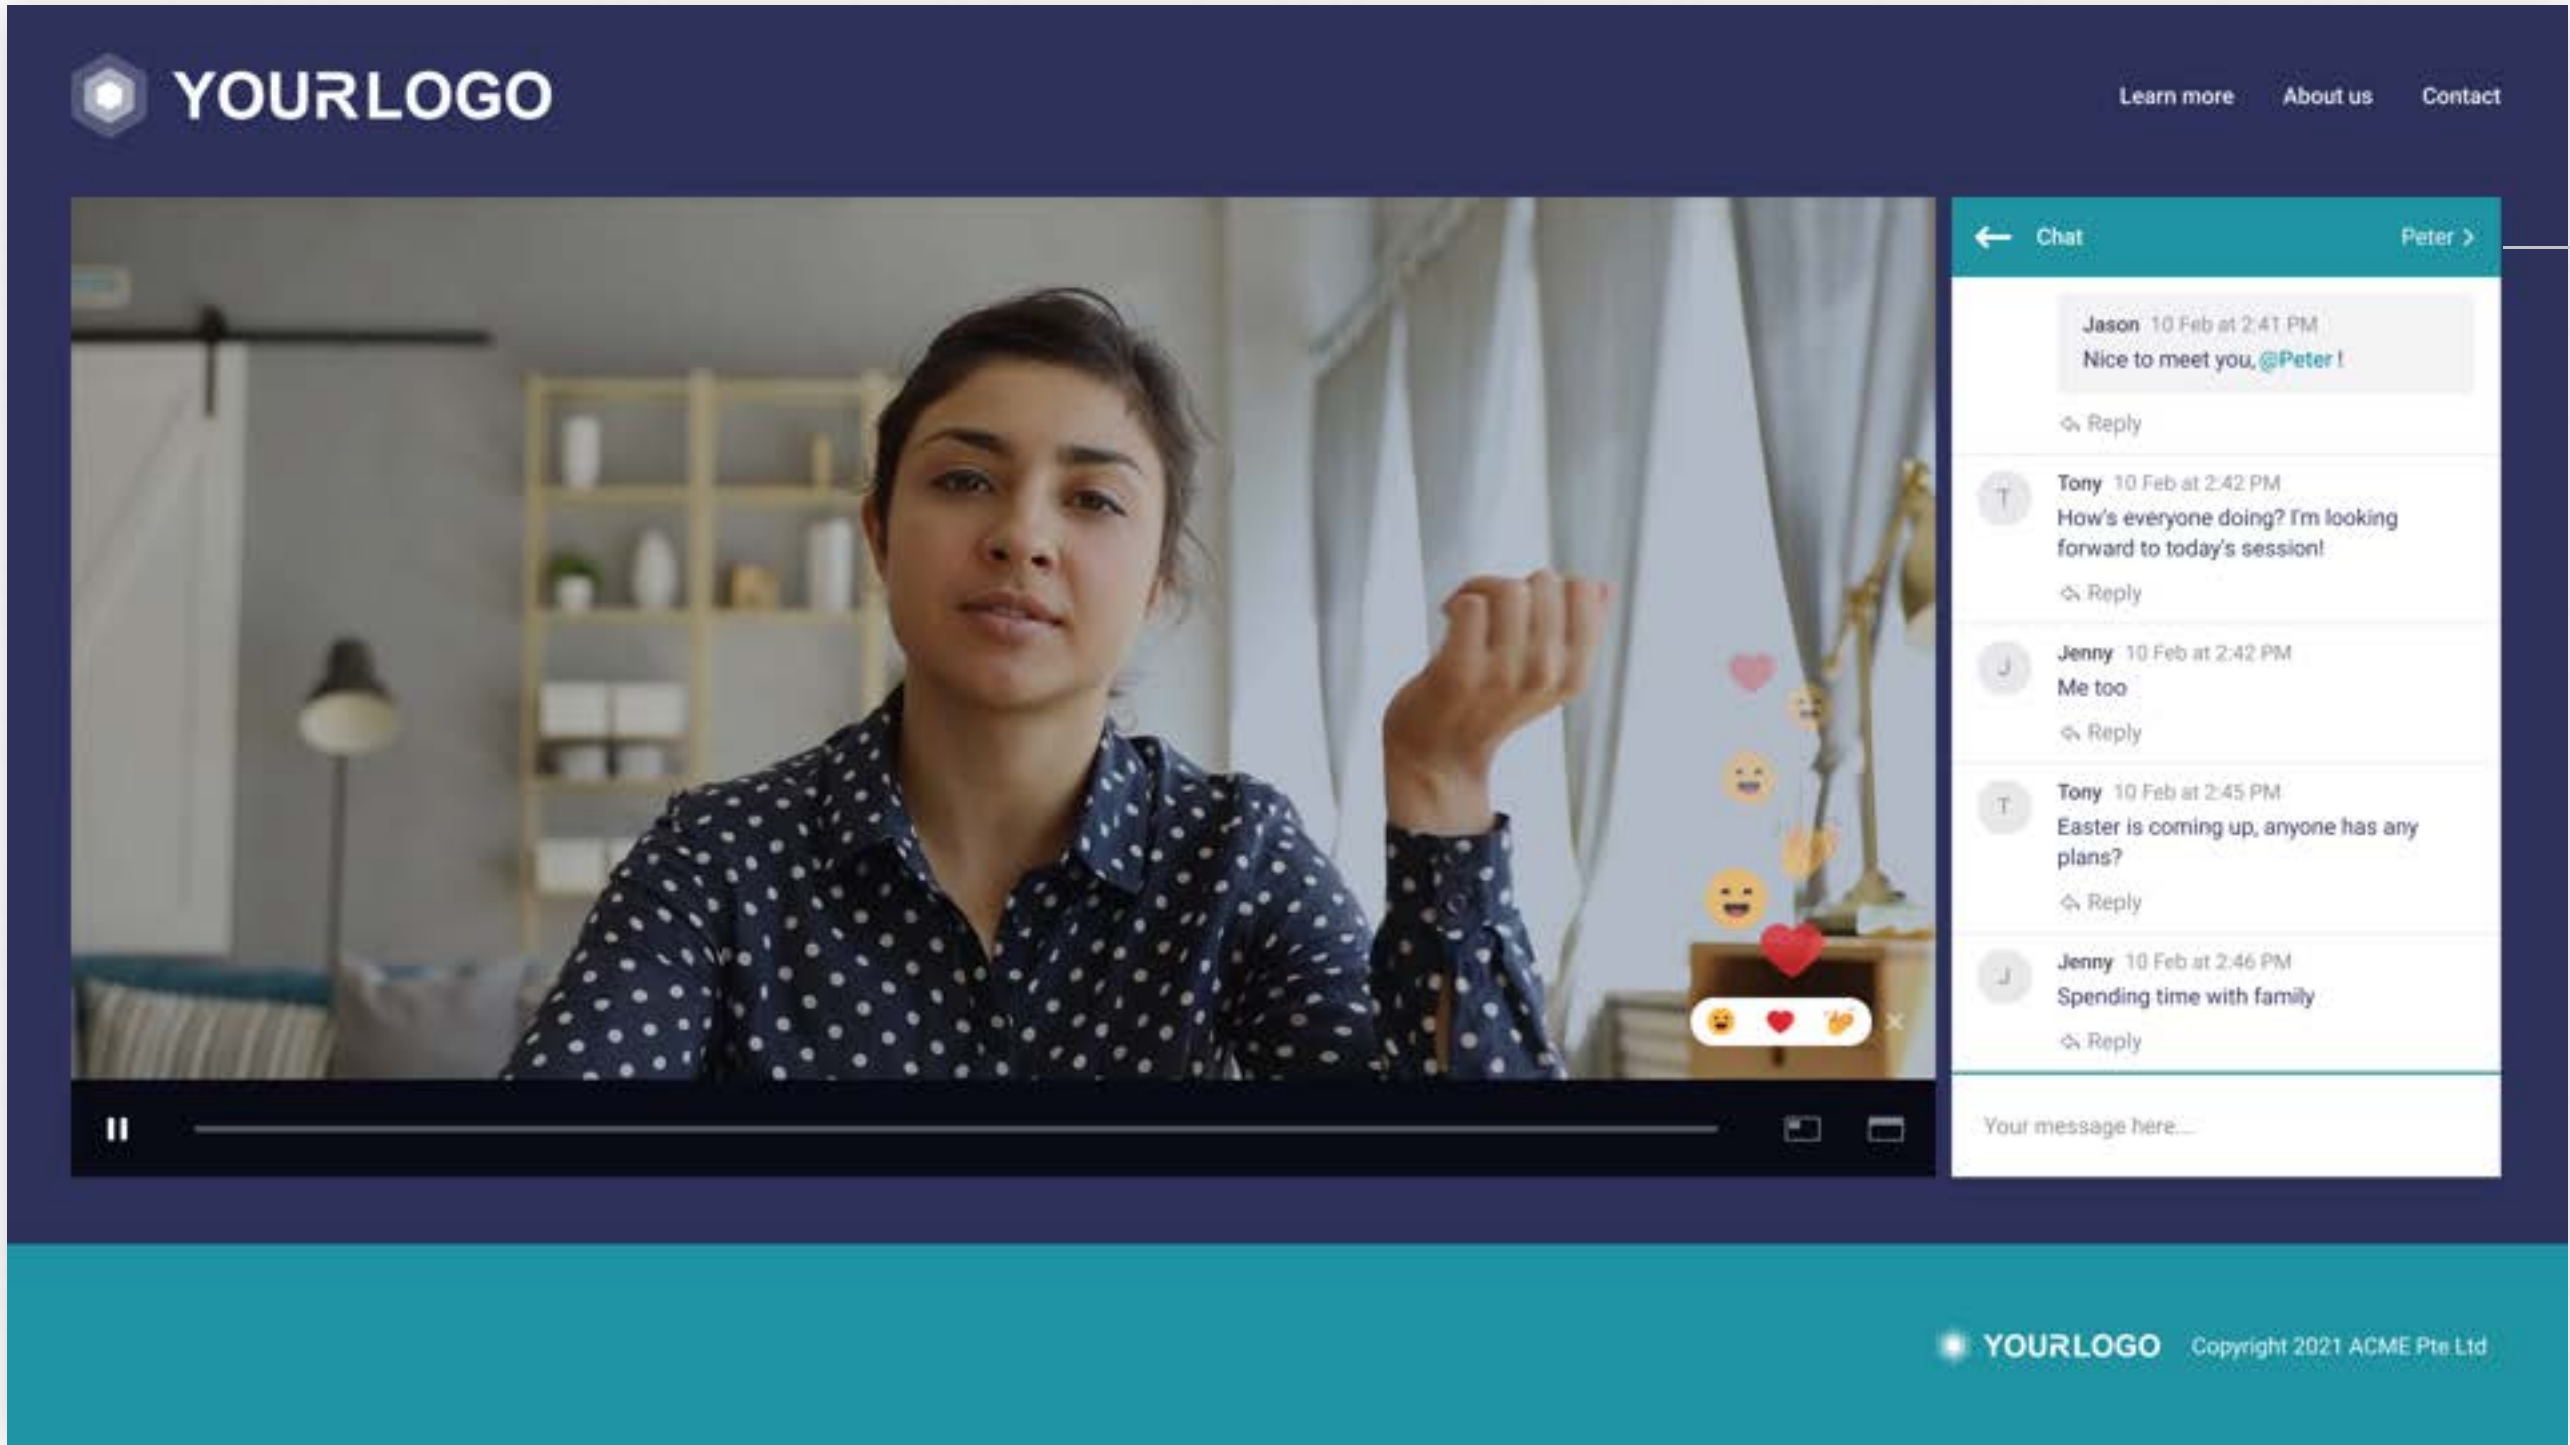 YOURLOGO
Learn more
About us
Contact
Chat
Peter
Jason 10 Feb at 2:41 PM
Nice to meet you, @Peter !
Reply
T
Tony 10 Feb at 2:42 PM
How's everyone doing? I'm looking
forward to today's session!
Reply
J
Jenny 10 Feb at 2:42 PM
Me too
Reply
T
Tony 10 Feb at 2:45 PM
Easter is coming up, anyone has any
plans?
Reply
J
Jenny 10 Feb at 2:46 PM
Spending time with family
Reply
Your message here...
YOURLOGO Copyright 2021 ACME Pte Ltd